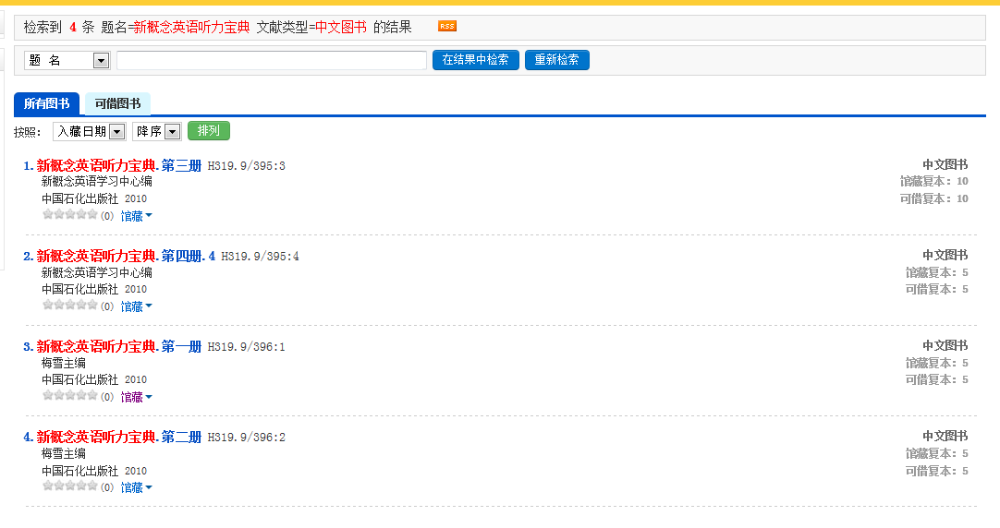 检索到 4 条 题名=新概念英语听力宝典 文献类型=中文图书 的结果 RSS
题 名 在结果中检索 重新检索
所有图书 可借图书
按照： 入藏日期 降序 排列
1. 新概念英语听力宝典.第三册 H319.9/395:3 中文图书
新概念英语学习中心编 馆藏复本：10
中国石化出版社 2010 可借复本：10
(0) 馆藏
2. 新概念英语听力宝典.第四册.4 H319.9/395:4 中文图书
新概念英语学习中心编 馆藏复本：5
中国石化出版社 2010 可借复本：5
(0) 馆藏
3. 新概念英语听力宝典.第一册 H319.9/396:1 中文图书
梅雪主编 馆藏复本：5
中国石化出版社 2010 可借复本：5
(0) 馆藏
4. 新概念英语听力宝典.第二册 H319.9/396:2 中文图书
梅雪主编 馆藏复本：5
中国石化出版社 2010 可借复本：5
(0) 馆藏